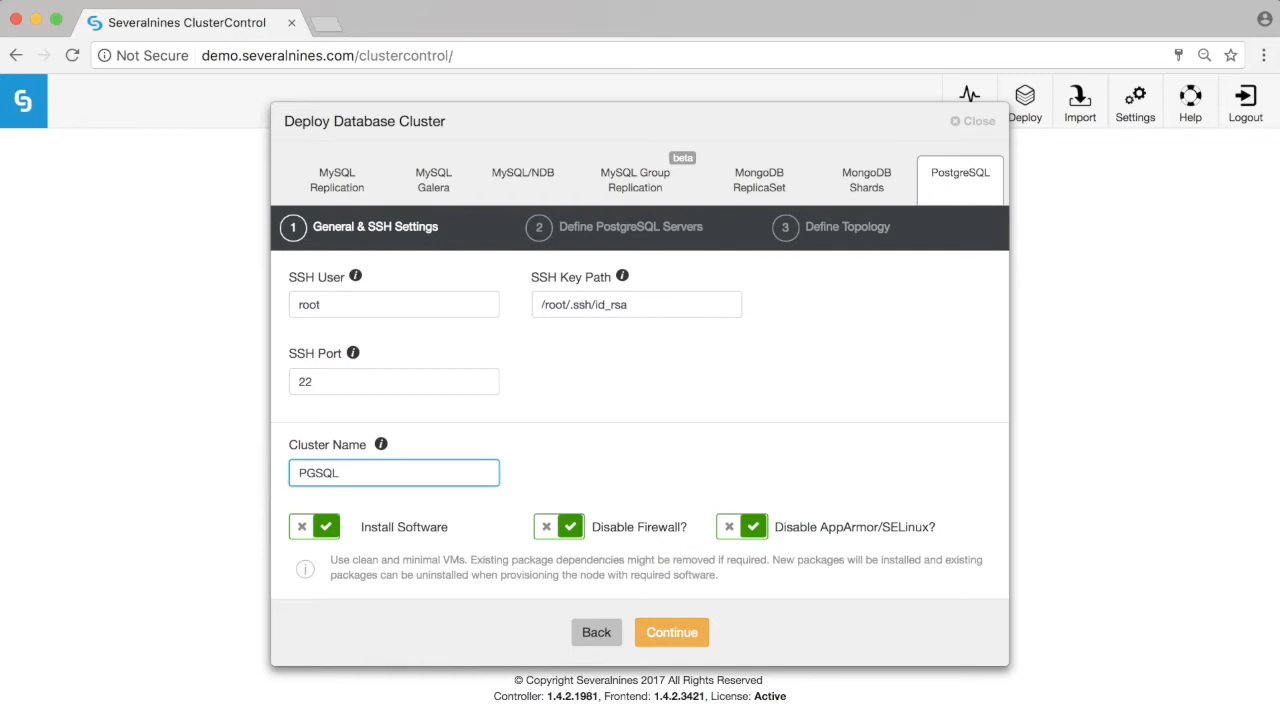 Severalnines ClusterControl
Not Secure demo.severalnines.com/clustercontrol/
Deploy Import Settings Help Logout
Deploy Database Cluster
Close
beta
MySQL Replication
MySQL Galera
MySQL/NDB
MySQL Group Replication
MongoDB ReplicaSet
MongoDB Shards
PostgreSQL
1 General & SSH Settings 2 Define PostgreSQL Servers 3 Define Topology
SSH User SSH Key Path
root /root/.ssh/id_rsa
SSH Port
22
Cluster Name
PGSQL
Install Software Disable Firewall? Disable AppArmor/SELinux?
Use clean and minimal VMs. Existing package dependencies might be removed if required. New packages will be installed and existing
packages can be uninstalled when provisioning the node with required software.
Back Continue
© Copyright Severalnines 2017 All Rights Reserved
Controller: 1.4.2.1981, Frontend: 1.4.2.3421, License: Active